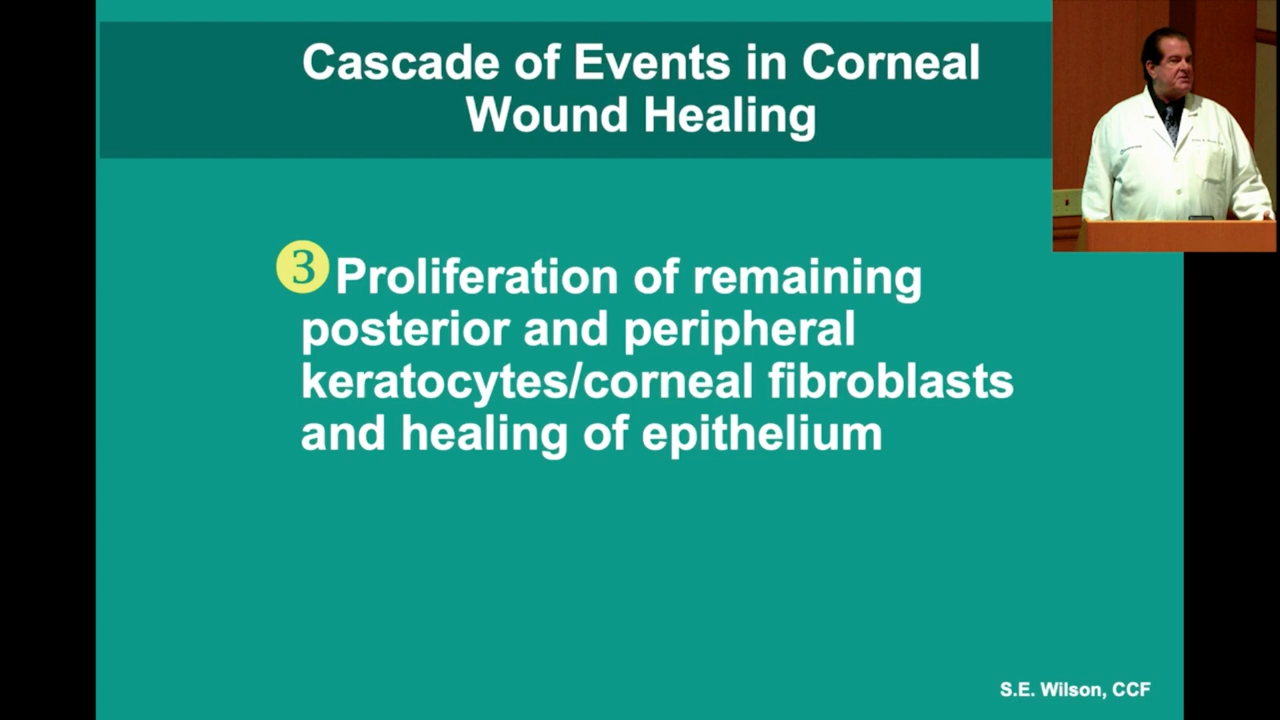 Cascade of Events in Corneal
Wound Healing
3 Proliferation of remaining
posterior and peripheral
keratocytes/corneal fibroblasts
and healing of epithelium
S.E. Wilson, CCF